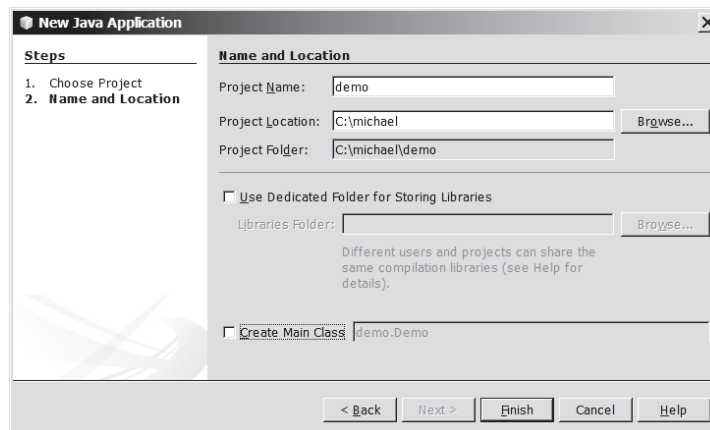 New Java Application
Steps
1. Choose Project
2. Name and Location
Name and Location
Project Name: demo
Project Location: C:\michael Browse...
Project Folder: C:\michael\demo
Use Dedicated Folder for Storing Libraries
Libraries Folder: Browse...
Different users and projects can share the
same compilation libraries (see Help for
details).
Create Main Class demo.Demo
< Back Next > Finish Cancel Help